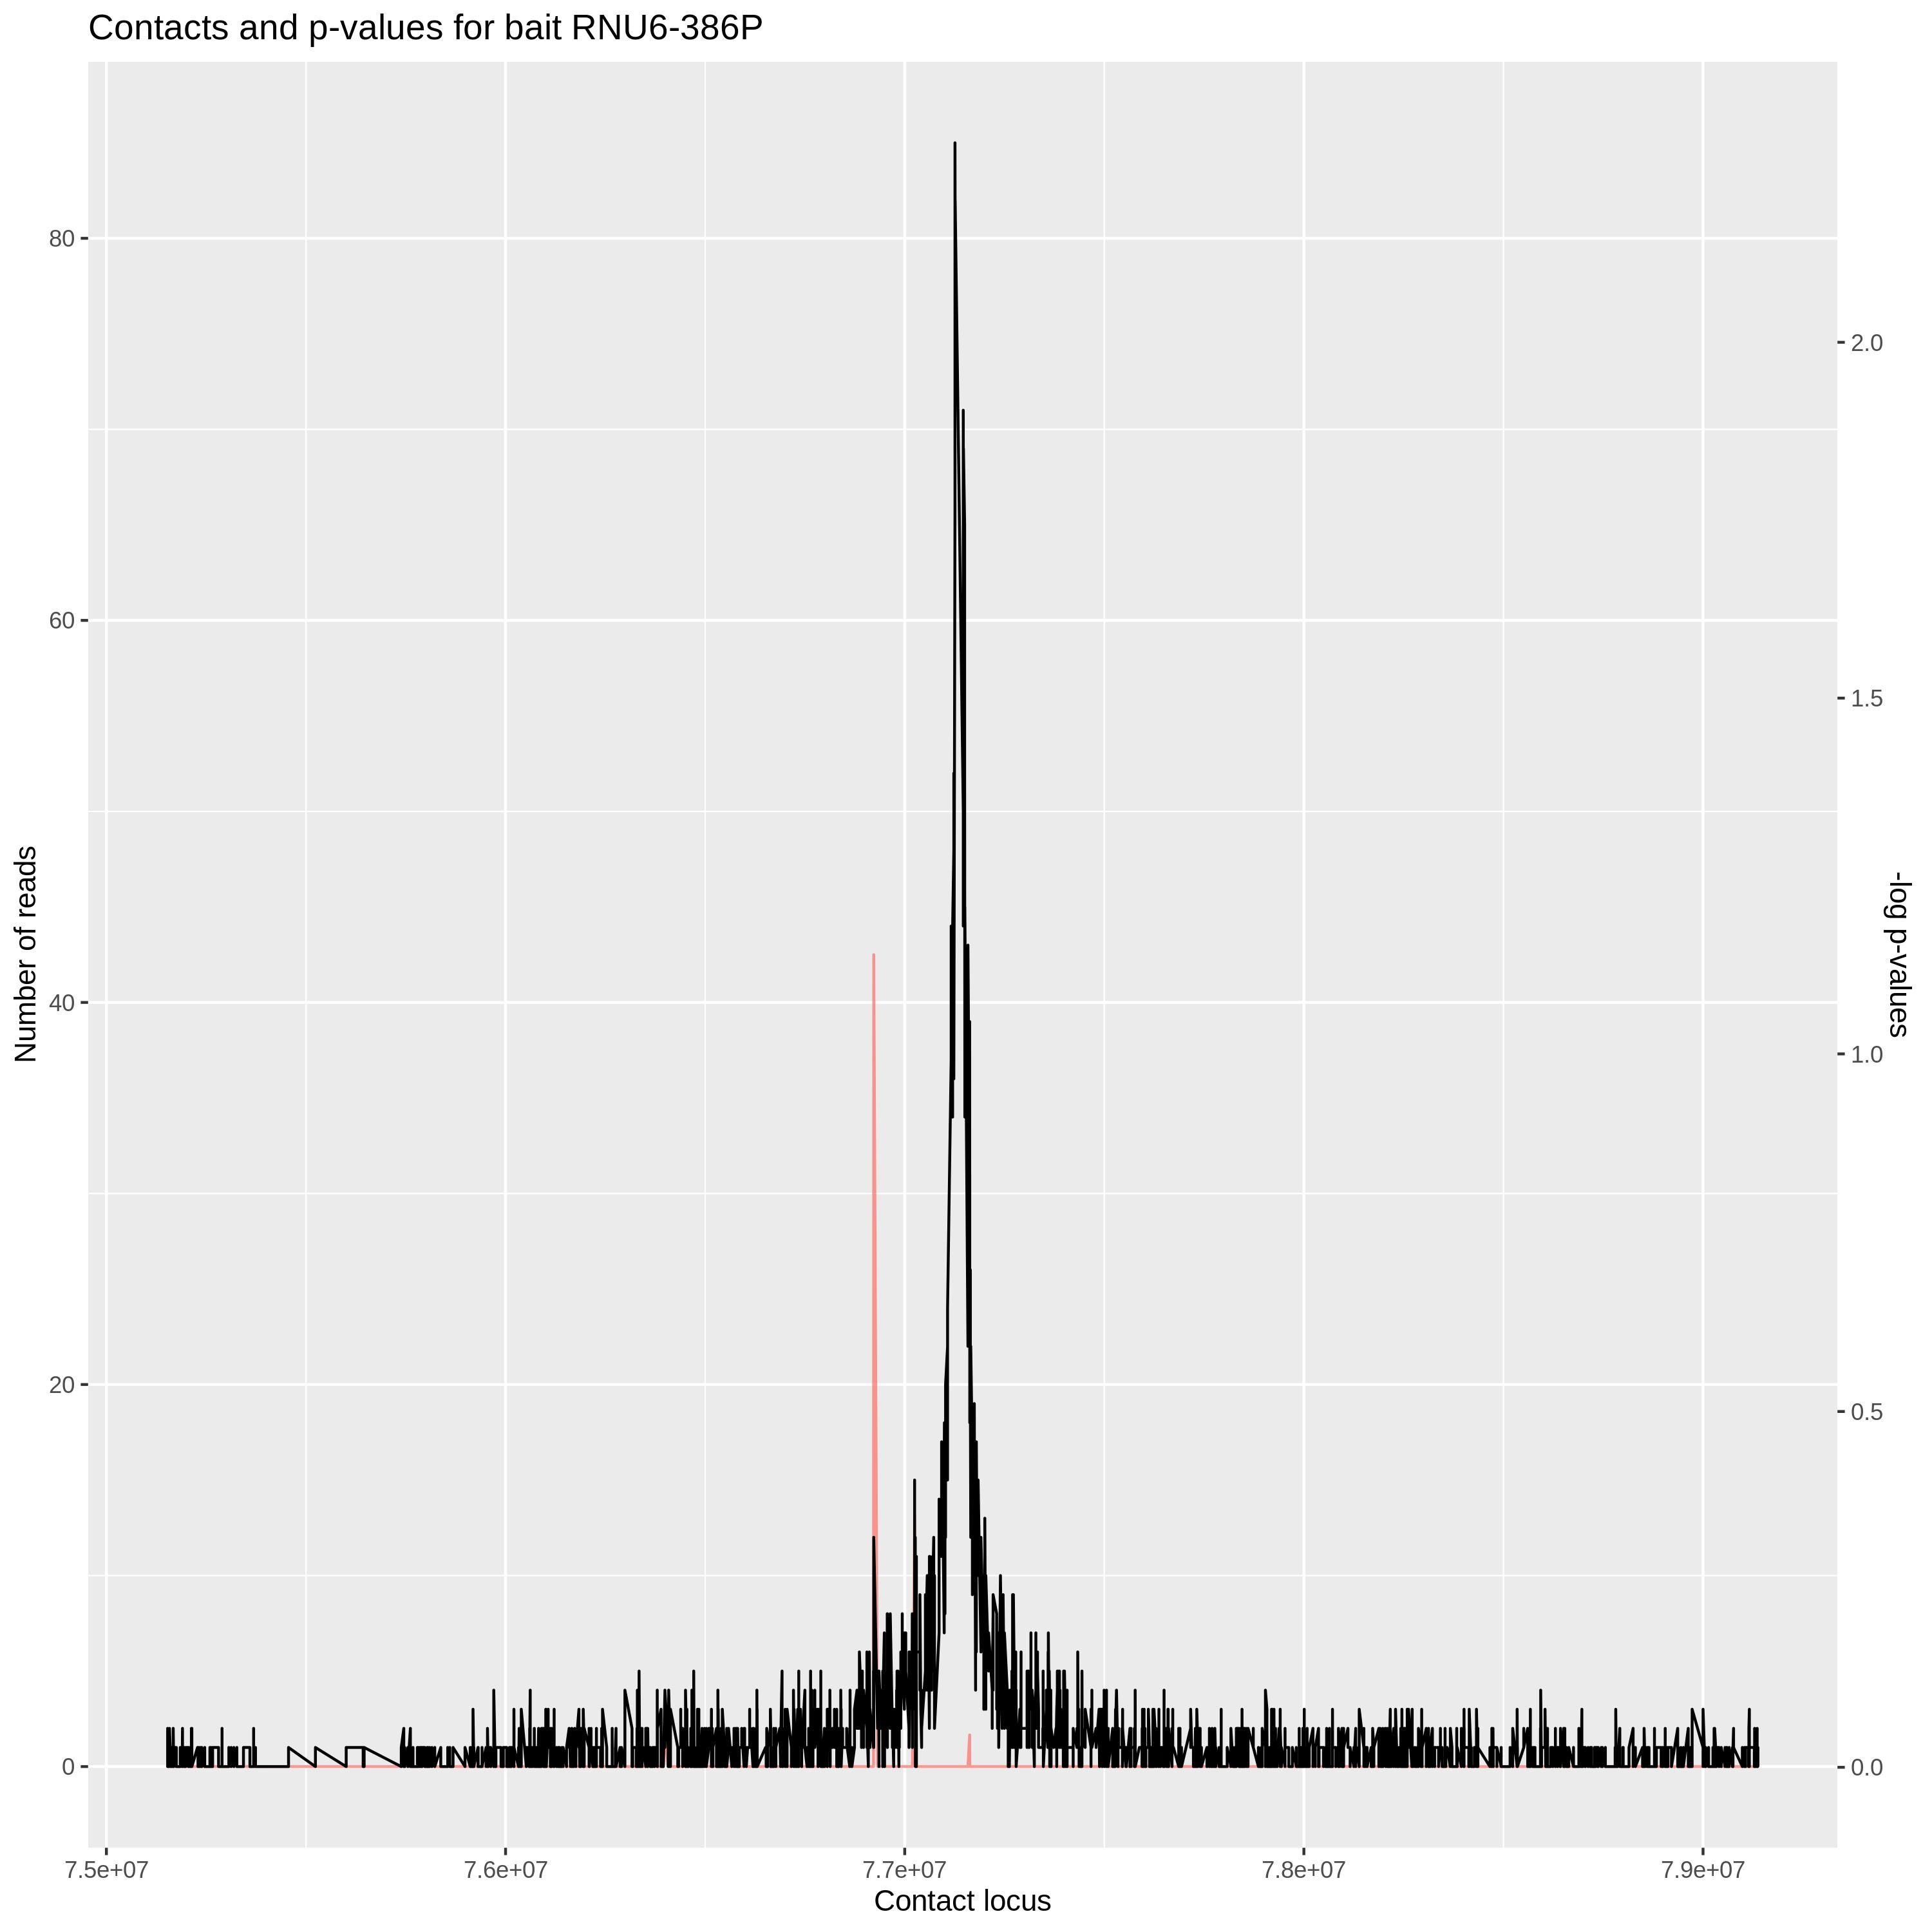 Contacts and p-values for bait RNU6-386P
80
60
40
20
0
2.0
1.5
1.0
0.5
0.0
Number of reads
-log p-values
7.5e+07 7.6e+07 7.7e+07 7.8e+07 7.9e+07
Contact locus